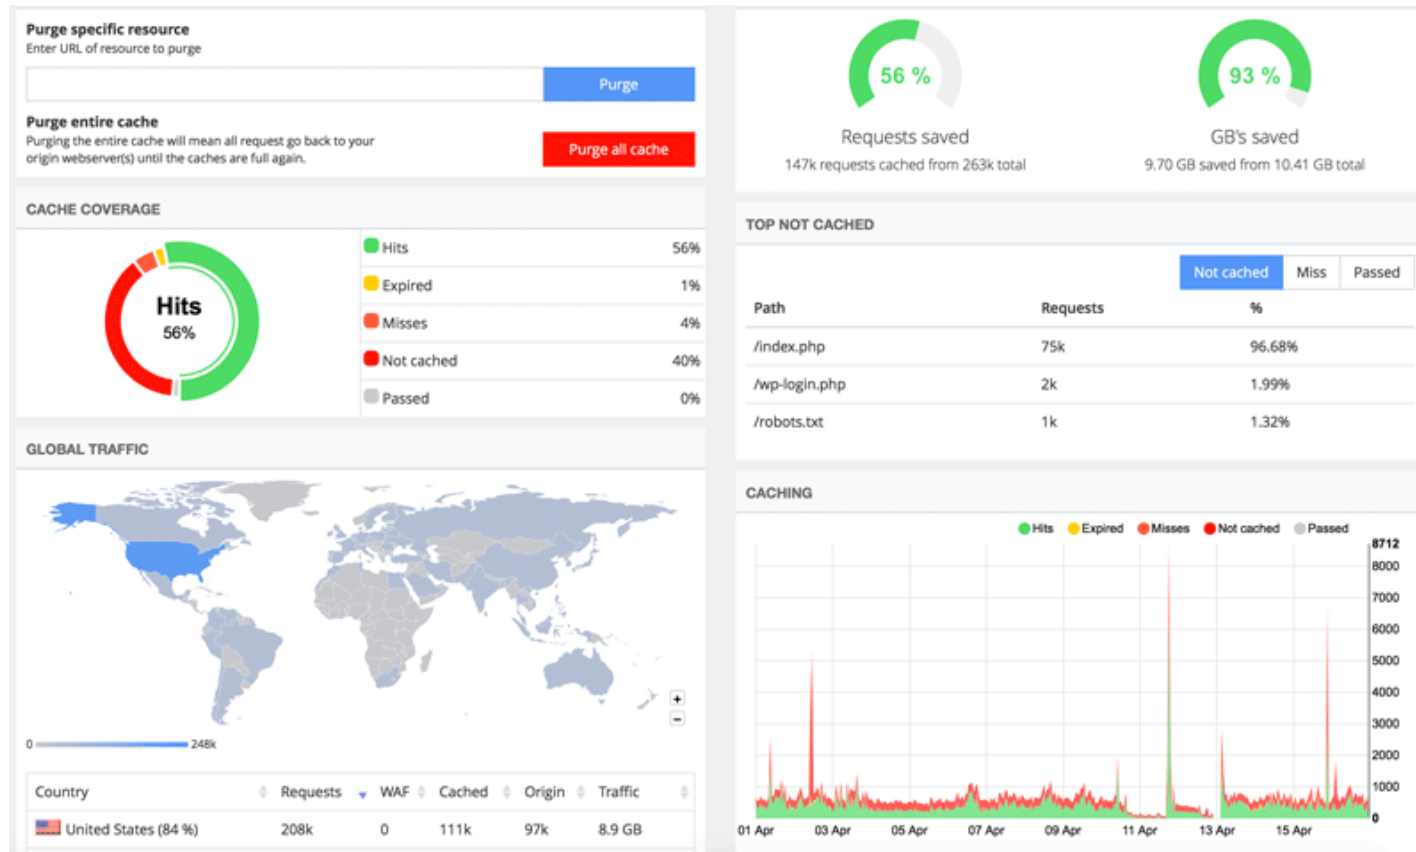 Purge specific resource
Enter URL of resource to purge
Purge
Purge entire cache
Purging the entire cache will mean all request go back to your
origin webserver(s) until the caches are full again.
Purge all cache
CACHE COVERAGE
Hits
56%
Hits 56%
Expired 1%
Misses 4%
Not cached 40%
Passed 0%
GLOBAL TRAFFIC
+
−
0 248k
Country Requests WAF Cached Origin Traffic
United States (84 %) 208k 0 111k 97k 8.9 GB
56 %
Requests saved
147k requests cached from 263k total
93 %
GB's saved
9.70 GB saved from 10.41 GB total
TOP NOT CACHED
Not cached Miss Passed
Path Requests %
/index.php 75k 96.68%
/wp-login.php 2k 1.99%
/robots.txt 1k 1.32%
CACHING
Hits Expired Misses Not cached Passed
8712
8000
7000
6000
5000
4000
3000
2000
1000
0
01 Apr 03 Apr 05 Apr 07 Apr 09 Apr 11 Apr 13 Apr 15 Apr